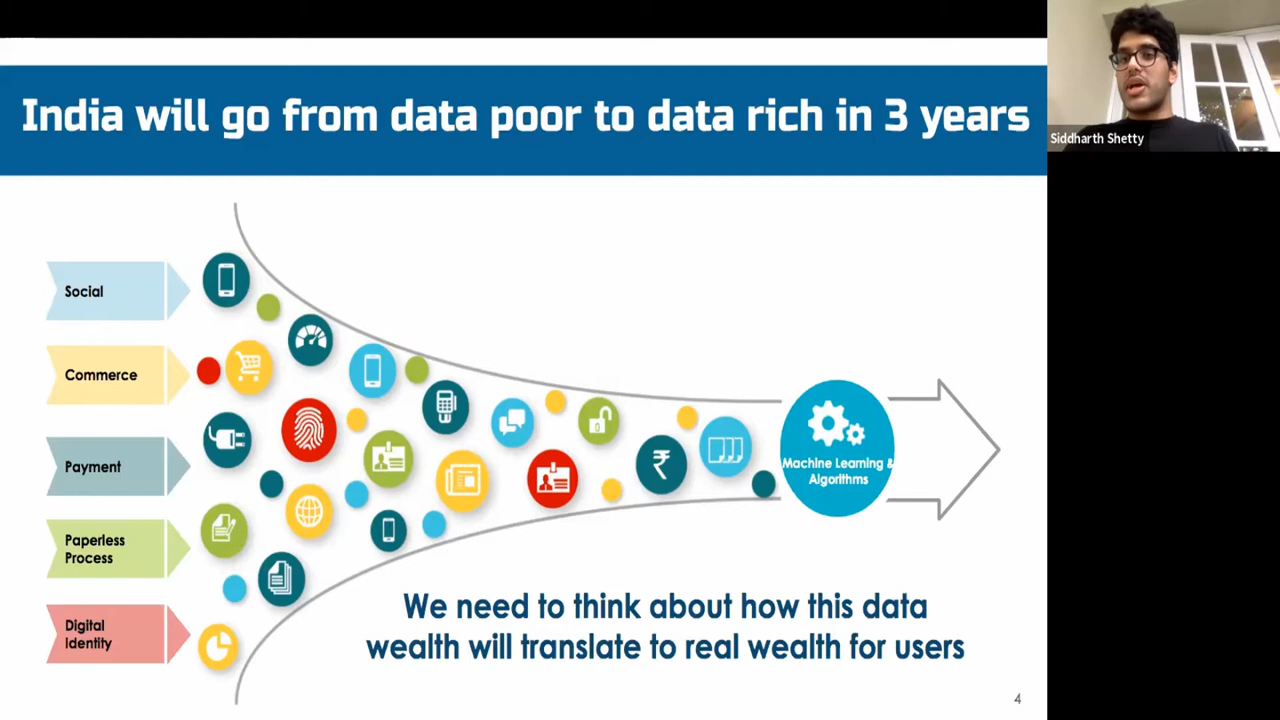 India will go from data poor to data rich in 3 years
Siddharth Shetty
Social
Commerce
Payment
Paperless
Process
Digital
Identity
₹
Machine Learning &
Algorithms
We need to think about how this data
wealth will translate to real wealth for users
4